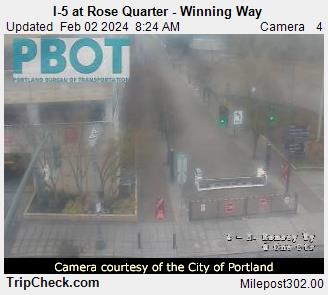 I-5 at Rose Quarter - Winning Way
Updated Feb 02 2024 8:24 AM Camera 4
PBOT
PORTLAND BUREAU OF TRANSPORTATION
Camera courtesy of the City of Portland
TripCheck.com Milepost302.00